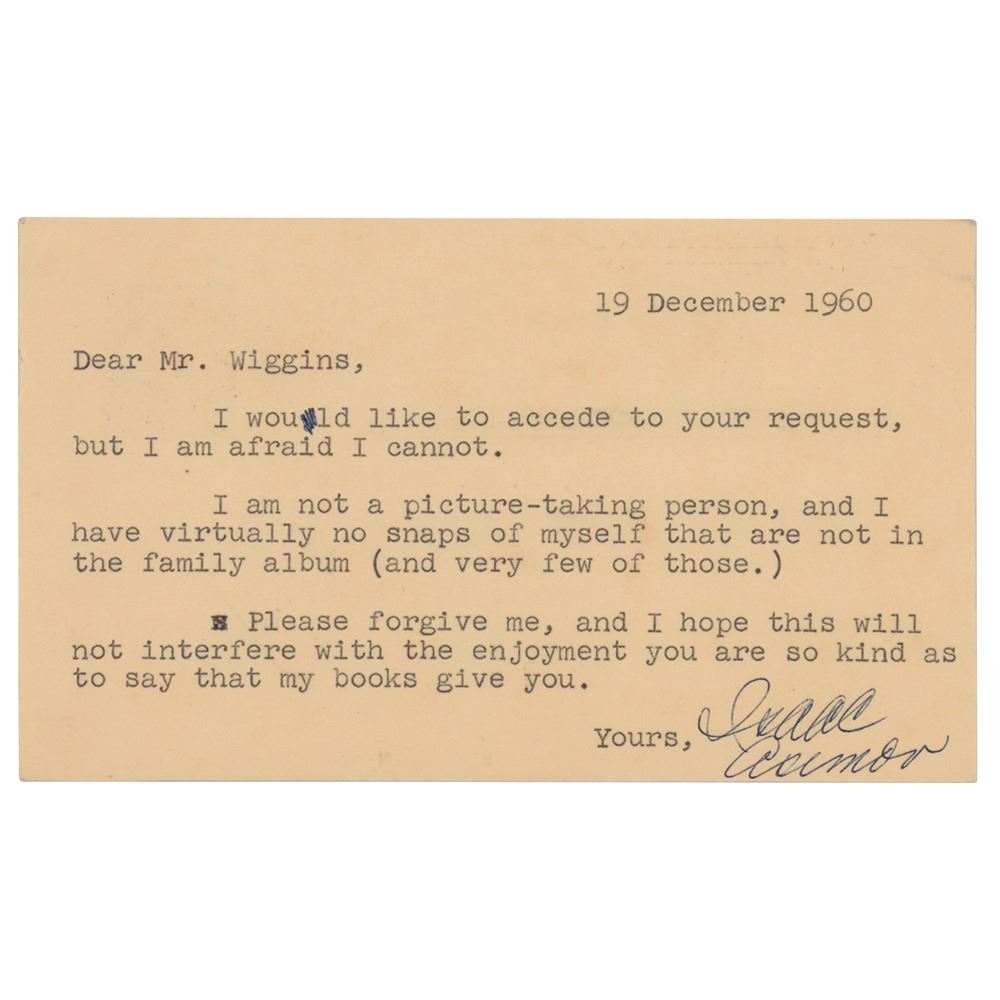 19 December 1960
Dear Mr. Wiggins,
I would like to accede to your request,
but I am afraid I cannot.
I am not a picture-taking person, and I
have virtually no snaps of myself that are not in
the family album (and very few of those.)
Please forgive me, and I hope this will
not interfere with the enjoyment you are so kind as
to say that my books give you.
Yours, Isaac
Asimov